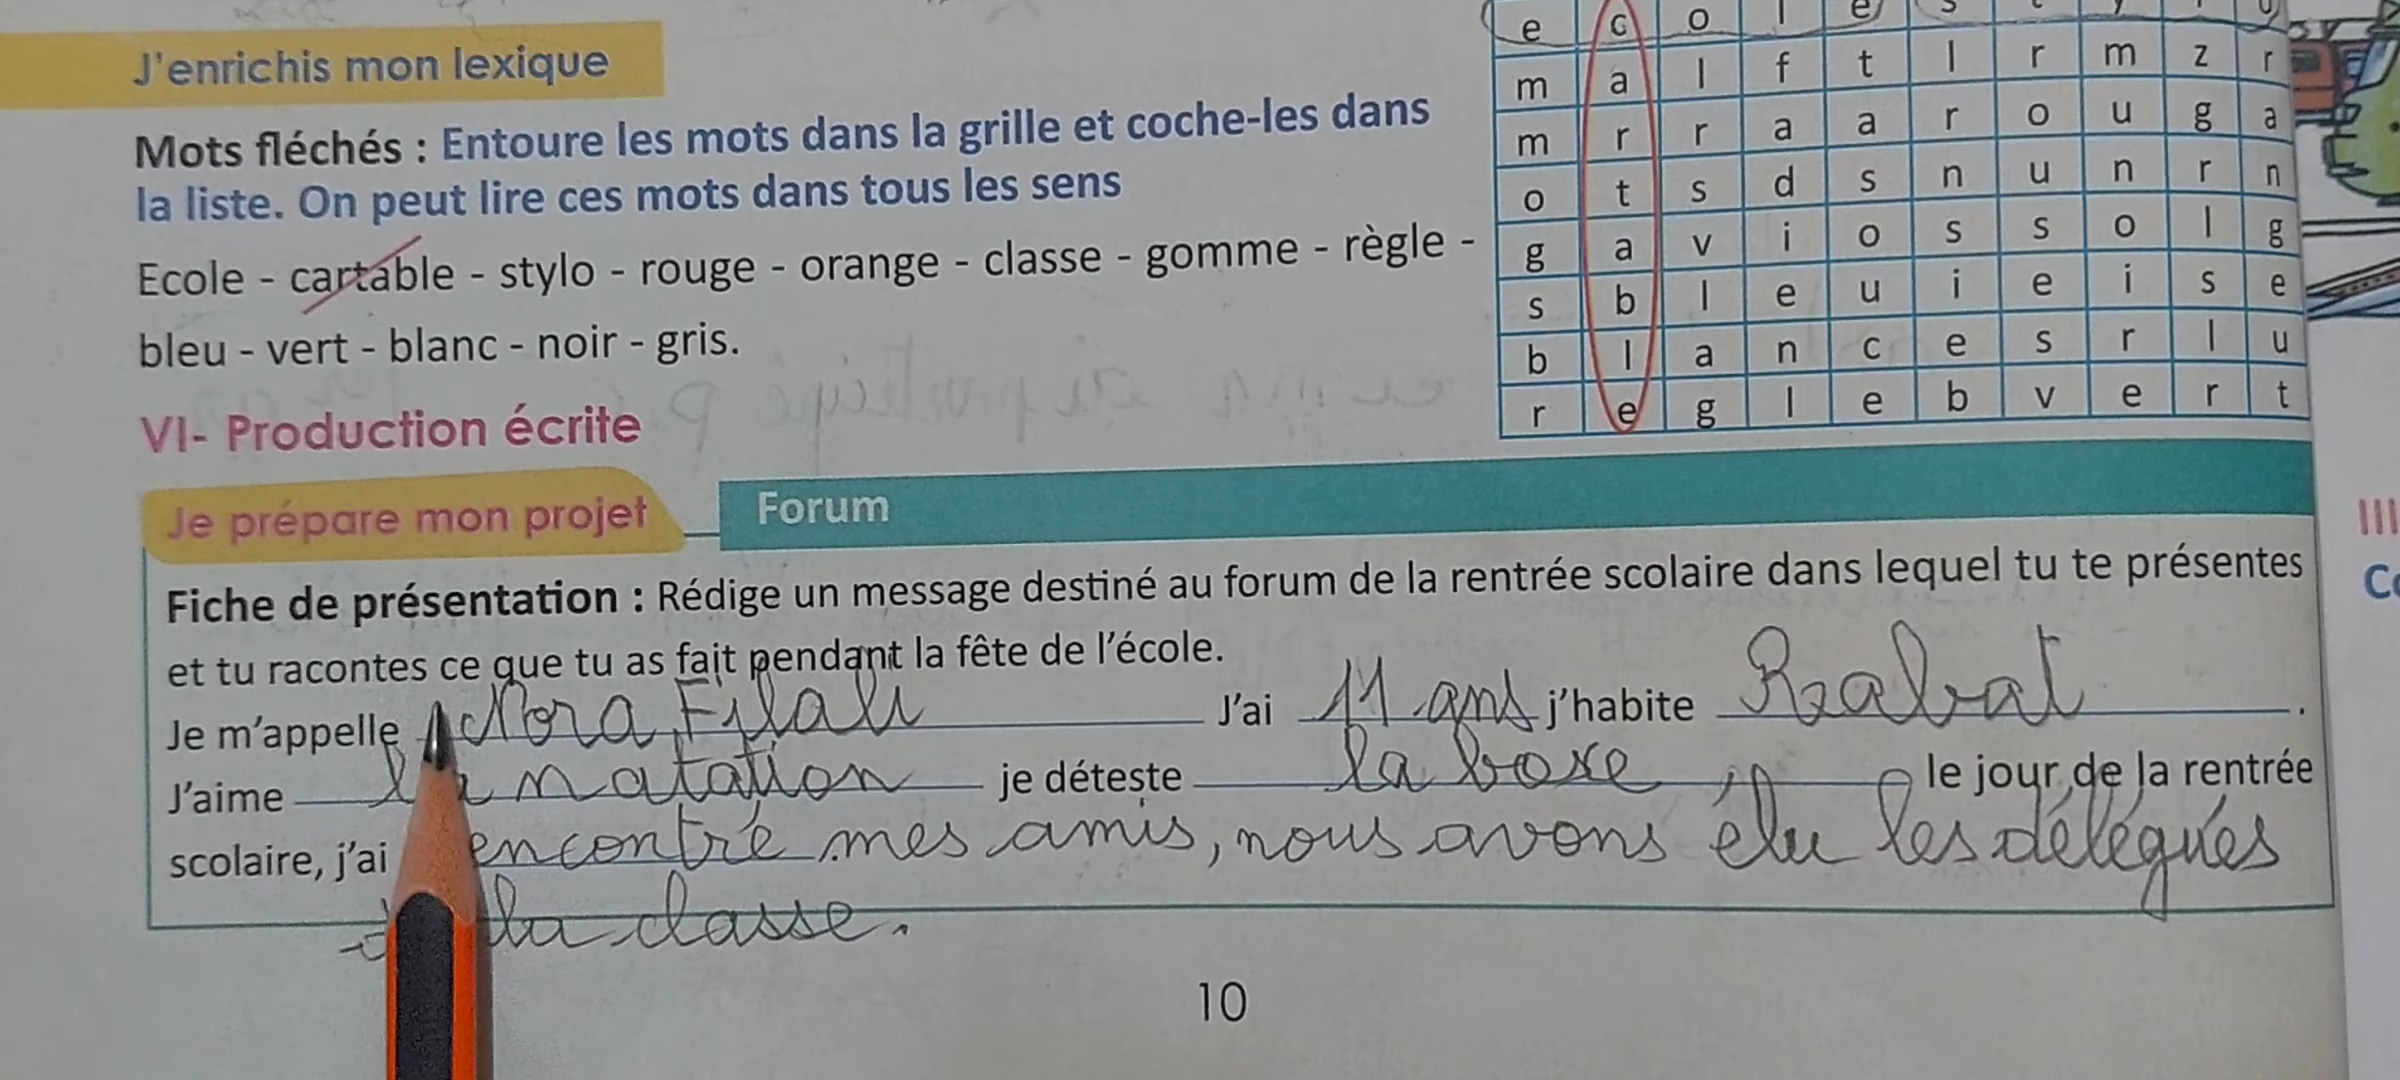 J'enrichis mon lexique
Mots fléchés : Entoure les mots dans la grille et coche-les dans
la liste. On peut lire ces mots dans tous les sens
Ecole - cartable - stylo - rouge - orange - classe - gomme - règle -
bleu - vert - blanc - noir - gris.
e c o l e s t y l o
m a l f t l r m z r
m r r a a r o u g a
o t s d s n u n r n
g a v i o s s o l g
s b l e u i e i s e
b l a n c e s r l u
r e g l e b v e r t
VI- Production écrite
Je prépare mon projet Forum
Fiche de présentation : Rédige un message destiné au forum de la rentrée scolaire dans lequel tu te présentes
et tu racontes ce que tu as fait pendant la fête de l'école.
Je m'appelle Nora Filali J'ai 11 ans j'habite Rabat .
J'aime la natation je déteste la boxe le jour de la rentrée
scolaire, j'ai encontré mes amis, nous avons élu les délégués
la classe.
10
III